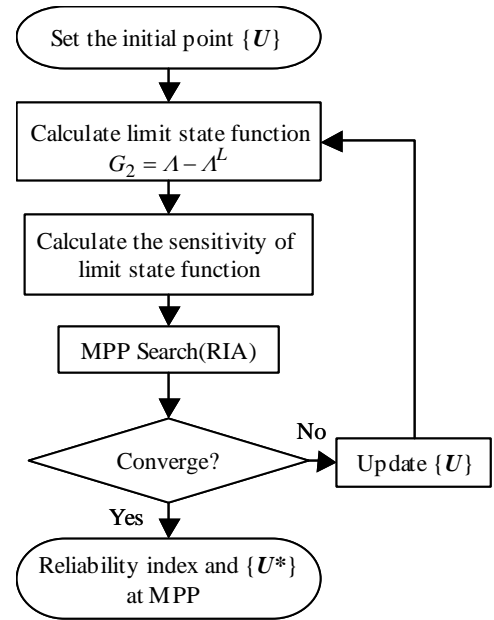 Set the initial point {U}
Calculate limit state function
G₂ = Λ − Λᴸ
Calculate the sensitivity of
limit state function
MPP Search(RIA)
Converge?
No
Update {U}
Yes
Reliability index and {U*}
at MPP